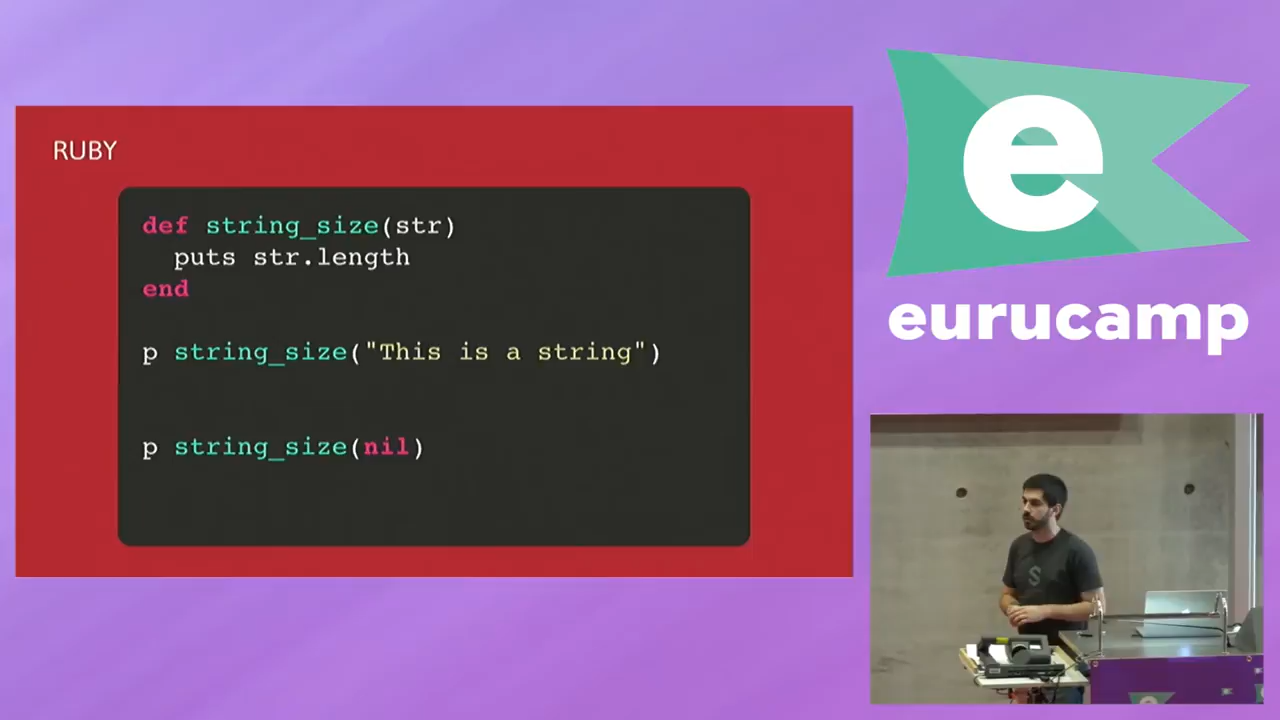 RUBY
def string_size(str)
  puts str.length
end
p string_size("This is a string")
p string_size(nil)
e
eurucamp
S
e